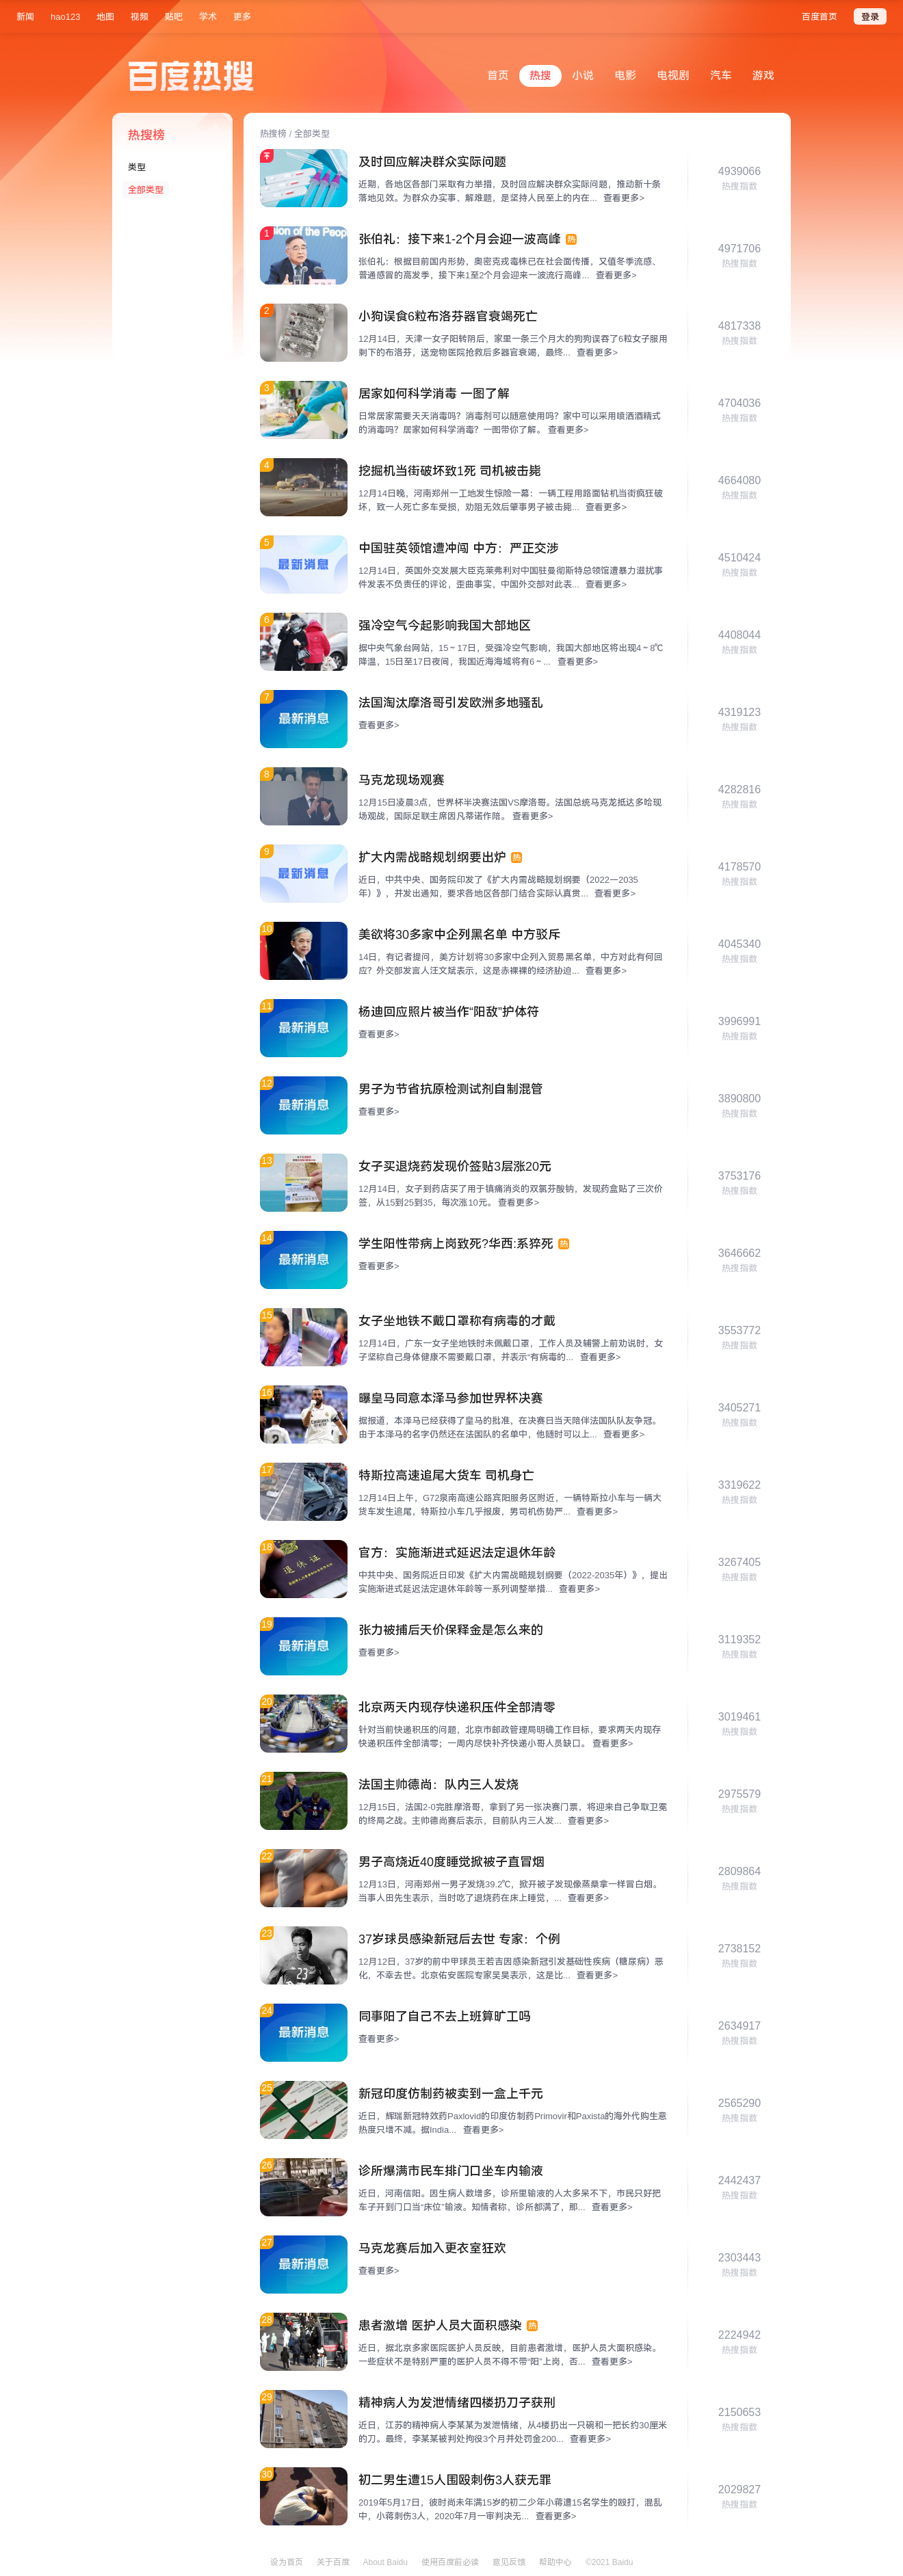 新闻 hao123 地图 视频 贴吧 学术 更多 百度首页 登录
百度热搜
首页 热搜 小说 电影 电视剧 汽车 游戏
热搜榜
类型
全部类型
热搜榜 / 全部类型
及时回应解决群众实际问题
近期，各地区各部门采取有力举措，及时回应解决群众实际问题，推动新十条
落地见效。为群众办实事、解难题，是坚持人民至上的内在... 查看更多>
4939066
热搜指数
1
张伯礼：接下来1-2个月会迎一波高峰 热
张伯礼：根据目前国内形势，奥密克戎毒株已在社会面传播，又值冬季流感、
普通感冒的高发季，接下来1至2个月会迎来一波流行高峰... 查看更多>
4971706
热搜指数
2
小狗误食6粒布洛芬器官衰竭死亡
12月14日，天津一女子阳转阴后，家里一条三个月大的狗狗误吞了6粒女子服用
剩下的布洛芬，送宠物医院抢救后多器官衰竭，最终... 查看更多>
4817338
热搜指数
3
居家如何科学消毒 一图了解
日常居家需要天天消毒吗？消毒剂可以随意使用吗？家中可以采用喷洒酒精式
的消毒吗？居家如何科学消毒？一图带你了解。 查看更多>
4704036
热搜指数
4
挖掘机当街破坏致1死 司机被击毙
12月14日晚，河南郑州一工地发生惊险一幕：一辆工程用路面钻机当街疯狂破
坏，致一人死亡多车受损，劝阻无效后肇事男子被击毙... 查看更多>
4664080
热搜指数
5
最新消息
中国驻英领馆遭冲闯 中方：严正交涉
12月14日，英国外交发展大臣克莱弗利对中国驻曼彻斯特总领馆遭暴力滋扰事
件发表不负责任的评论，歪曲事实，中国外交部对此表... 查看更多>
4510424
热搜指数
6
强冷空气今起影响我国大部地区
据中央气象台网站，15～17日，受强冷空气影响，我国大部地区将出现4～8℃
降温，15日至17日夜间，我国近海海域将有6～... 查看更多>
4408044
热搜指数
7
最新消息
法国淘汰摩洛哥引发欧洲多地骚乱
查看更多>
4319123
热搜指数
8
马克龙现场观赛
12月15日凌晨3点，世界杯半决赛法国VS摩洛哥。法国总统马克龙抵达多哈现
场观战，国际足联主席因凡蒂诺作陪。 查看更多>
4282816
热搜指数
9
最新消息
扩大内需战略规划纲要出炉 热
近日，中共中央、国务院印发了《扩大内需战略规划纲要（2022—2035
年）》，并发出通知，要求各地区各部门结合实际认真贯... 查看更多>
4178570
热搜指数
10
美欲将30多家中企列黑名单 中方驳斥
14日，有记者提问，美方计划将30多家中企列入贸易黑名单，中方对此有何回
应？外交部发言人汪文斌表示，这是赤裸裸的经济胁迫... 查看更多>
4045340
热搜指数
11
最新消息
杨迪回应照片被当作“阳敌”护体符
查看更多>
3996991
热搜指数
12
最新消息
男子为节省抗原检测试剂自制混管
查看更多>
3890800
热搜指数
13
女子买退烧药发现价签贴3层涨20元
12月14日，女子到药店买了用于镇痛消炎的双氯芬酸钠，发现药盒贴了三次价
签，从15到25到35，每次涨10元。 查看更多>
3753176
热搜指数
14
最新消息
学生阳性带病上岗致死?华西:系猝死 热
查看更多>
3646662
热搜指数
15
女子坐地铁不戴口罩称有病毒的才戴
12月14日，广东一女子坐地铁时未佩戴口罩，工作人员及辅警上前劝说时，女
子坚称自己身体健康不需要戴口罩，并表示“有病毒的... 查看更多>
3553772
热搜指数
16
曝皇马同意本泽马参加世界杯决赛
据报道，本泽马已经获得了皇马的批准，在决赛日当天陪伴法国队队友争冠。
由于本泽马的名字仍然还在法国队的名单中，他随时可以上... 查看更多>
3405271
热搜指数
17
特斯拉高速追尾大货车 司机身亡
12月14日上午，G72泉南高速公路宾阳服务区附近，一辆特斯拉小车与一辆大
货车发生追尾，特斯拉小车几乎报废，男司机伤势严... 查看更多>
3319622
热搜指数
18
退休证
官方：实施渐进式延迟法定退休年龄
中共中央、国务院近日印发《扩大内需战略规划纲要（2022-2035年）》，提出
实施渐进式延迟法定退休年龄等一系列调整举措... 查看更多>
3267405
热搜指数
19
最新消息
张力被捕后天价保释金是怎么来的
查看更多>
3119352
热搜指数
20
北京两天内现存快递积压件全部清零
针对当前快递积压的问题，北京市邮政管理局明确工作目标，要求两天内现存
快递积压件全部清零；一周内尽快补齐快递小哥人员缺口。 查看更多>
3019461
热搜指数
21
法国主帅德尚：队内三人发烧
12月15日，法国2-0完胜摩洛哥，拿到了另一张决赛门票，将迎来自己争取卫冕
的终局之战。主帅德尚赛后表示，目前队内三人发... 查看更多>
2975579
热搜指数
22
男子高烧近40度睡觉掀被子直冒烟
12月13日，河南郑州一男子发烧39.2℃，掀开被子发现像蒸桑拿一样冒白烟。
当事人田先生表示，当时吃了退烧药在床上睡觉，... 查看更多>
2809864
热搜指数
23
37岁球员感染新冠后去世 专家：个例
12月12日，37岁的前中甲球员王若吉因感染新冠引发基础性疾病（糖尿病）恶
化，不幸去世。北京佑安医院专家吴昊表示，这是比... 查看更多>
2738152
热搜指数
24
最新消息
同事阳了自己不去上班算旷工吗
查看更多>
2634917
热搜指数
25
新冠印度仿制药被卖到一盒上千元
近日，辉瑞新冠特效药Paxlovid的印度仿制药Primovir和Paxista的海外代购生意
热度只增不减。据India... 查看更多>
2565290
热搜指数
26
诊所爆满市民车排门口坐车内输液
近日，河南信阳。因生病人数增多，诊所里输液的人太多呆不下，市民只好把
车子开到门口当“床位”输液。知情者称，诊所都满了，那... 查看更多>
2442437
热搜指数
27
最新消息
马克龙赛后加入更衣室狂欢
查看更多>
2303443
热搜指数
28
患者激增 医护人员大面积感染 热
近日，据北京多家医院医护人员反映，目前患者激增，医护人员大面积感染。
一些症状不是特别严重的医护人员不得不带“阳”上岗，否... 查看更多>
2224942
热搜指数
29
精神病人为发泄情绪四楼扔刀子获刑
近日，江苏的精神病人李某某为发泄情绪，从4楼扔出一只碗和一把长约30厘米
的刀。最终，李某某被判处拘役3个月并处罚金200... 查看更多>
2150653
热搜指数
30
初二男生遭15人围殴刺伤3人获无罪
2019年5月17日，彼时尚未年满15岁的初二少年小蒋遭15名学生的殴打，混乱
中，小蒋刺伤3人，2020年7月一审判决无... 查看更多>
2029827
热搜指数
设为首页 关于百度 About Baidu 使用百度前必读 意见反馈 帮助中心 ©2021 Baidu